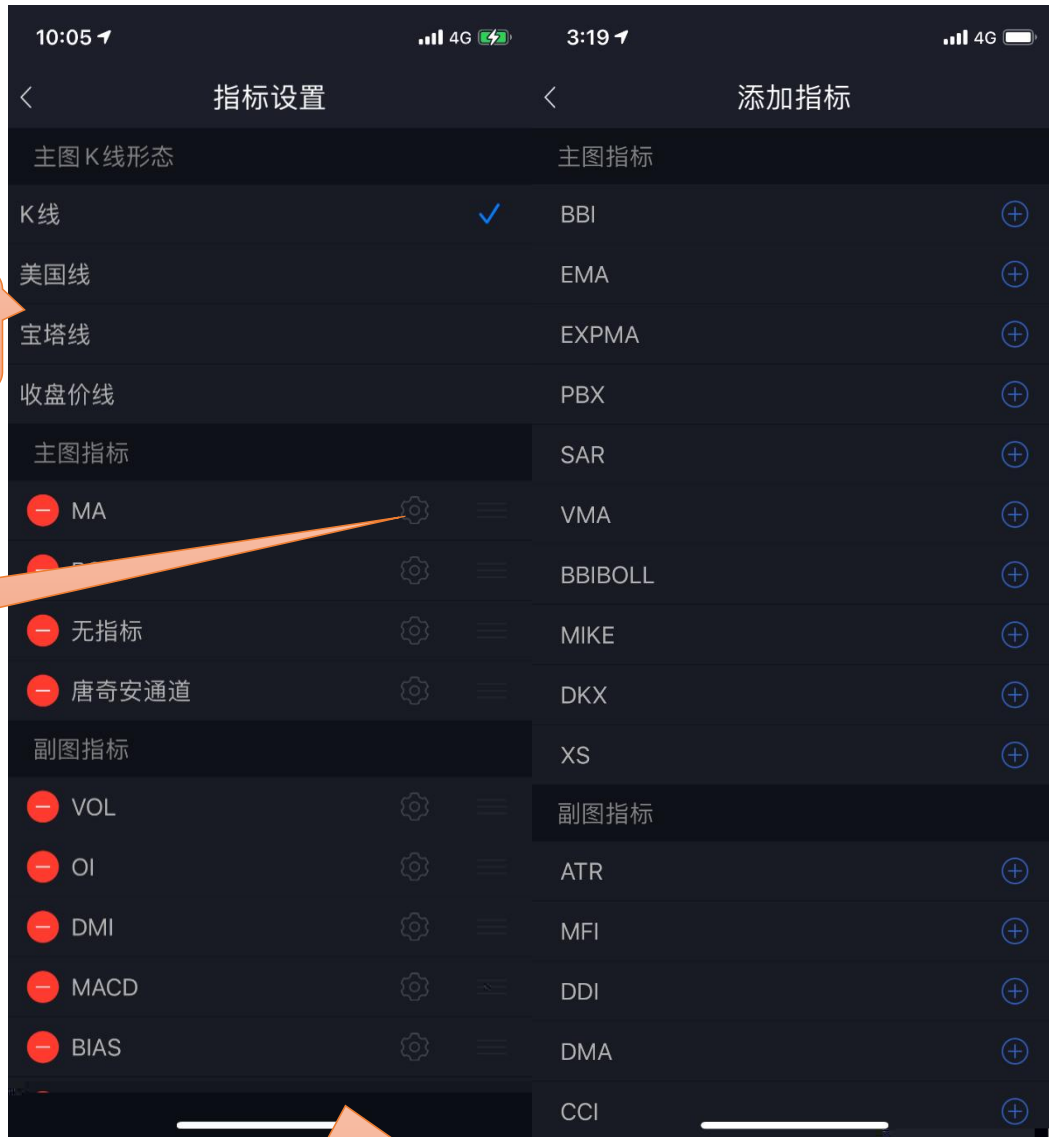 10:05
4G
指标设置
主图K线形态
K线
美国线
宝塔线
收盘价线
主图指标
MA
无指标
唐奇安通道
副图指标
VOL
OI
DMI
MACD
BIAS
3:19
4G
添加指标
主图指标
BBI
EMA
EXPMA
PBX
SAR
VMA
BBIBOLL
MIKE
DKX
XS
副图指标
ATR
MFI
DDI
DMA
CCI